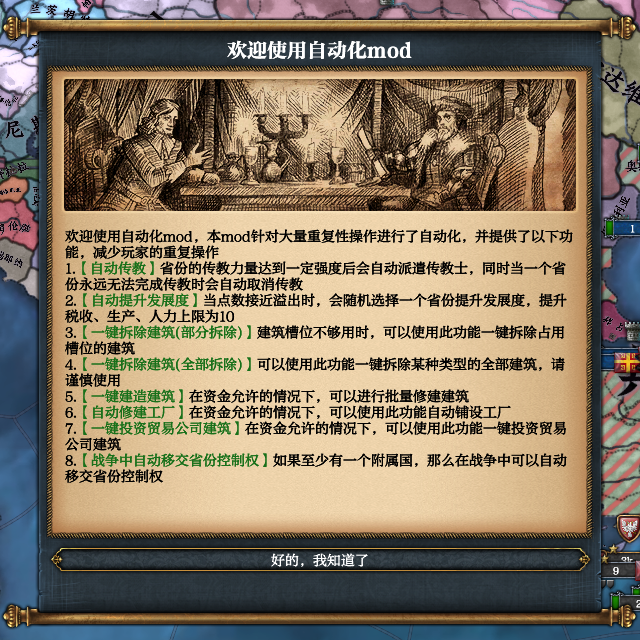 欢迎使用自动化mod
欢迎使用自动化mod，本mod针对大量重复性操作进行了自动化，并提供了以下功
能，减少玩家的重复操作
1.【自动传教】省份的传教力量达到一定强度后会自动派遣传教士，同时当一个省
份永远无法完成传教时会自动取消传教
2.【自动提升发展度】当点数接近溢出时，会随机选择一个省份提升发展度，提升
税收、生产、人力上限为10
3.【一键拆除建筑(部分拆除)】建筑槽位不够用时，可以使用此功能一键拆除占用
槽位的建筑
4.【一键拆除建筑(全部拆除)】可以使用此功能一键拆除某种类型的全部建筑，请
谨慎使用
5.【一键建造建筑】在资金允许的情况下，可以进行批量修建建筑
6.【自动修建工厂】在资金允许的情况下，可以使用此功能自动铺设工厂
7.【一键投资贸易公司建筑】在资金允许的情况下，可以使用此功能一键投资贸易
公司建筑
8.【战争中自动移交省份控制权】如果至少有一个附属国，那么在战争中可以自动
移交省份控制权
好的，我知道了
达维
1
9